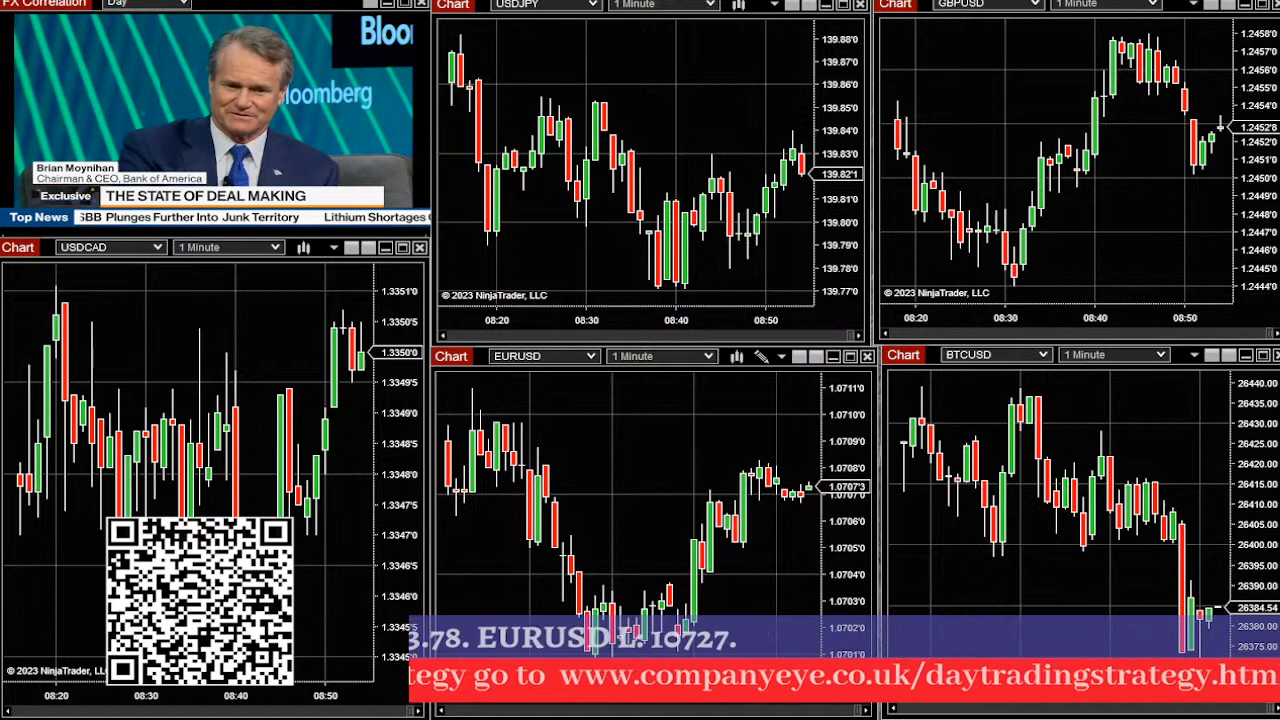 FX Correlation
Day
Bloo
Bloomberg
Brian Moynihan
Chairman & CEO, Bank of America
Exclusive
THE STATE OF DEAL MAKING
Top News
SBB Plunges Further Into Junk Territory
Lithium Shortages
Chart
USDJPY
1 Minute
139.88'0
139.87'0
139.86'0
139.85'0
139.84'0
139.83'0
139.82'1
139.81'0
139.80'0
139.79'0
139.78'0
139.77'0
© 2023 NinjaTrader, LLC
08:20
08:30
08:40
08:50
Chart
GBPUSD
1 Minute
1.2458'0
1.2457'0
1.2456'0
1.2455'0
1.2454'0
1.2452'8
1.2451'0
1.2450'0
1.2449'0
1.2448'0
1.2447'0
1.2446'0
1.2445'0
1.2444'0
© 2023 NinjaTrader, LLC
08:20
08:30
08:40
08:50
Chart
USDCAD
1 Minute
1.3351'0
1.3350'5
1.3350'0
1.3349'5
1.3349'0
1.3348'5
1.3348'0
1.3347'5
1.3347'0
1.3346'5
1.3346'0
1.3345'5
© 2023 NinjaTrader, LLC
08:20
08:30
08:40
08:50
Chart
EURUSD
1 Minute
1.0711'0
1.0710'0
1.0709'0
1.0708'0
1.0707'3
1.0706'0
1.0705'0
1.0704'0
1.0703'0
1.0702'0
1.0701'0
Chart
BTCUSD
1 Minute
26440.00
26435.00
26430.00
26425.00
26420.00
26415.00
26410.00
26405.00
26400.00
26395.00
26390.00
26384.54
26380.00
26375.00
3.78. EURUSD L: 10727.
tegy go to www.companyeye.co.uk/daytradingstrategy.htm